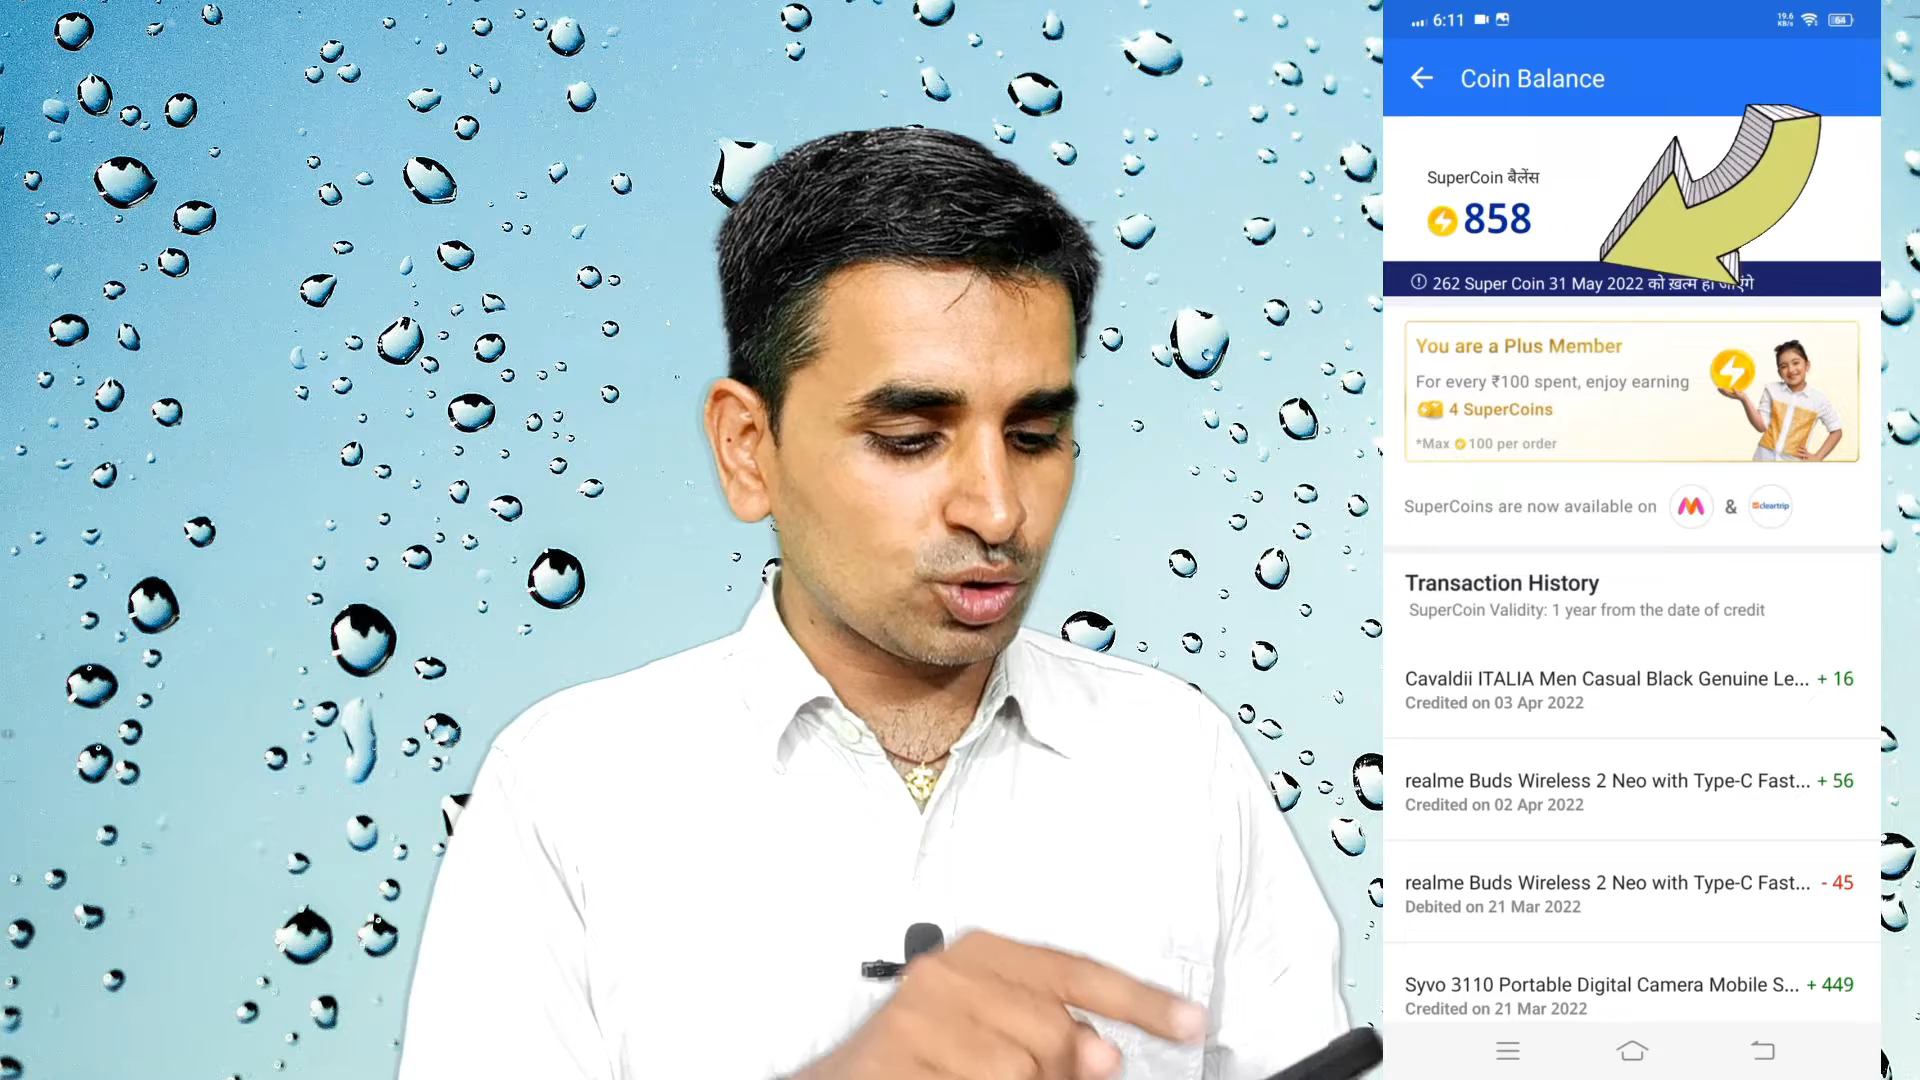 6:11
19.6
KB/s
64
Coin Balance
SuperCoin बैलेंस
858
262 Super Coin 31 May 2022 को ख़त्म हो जाएंगे
You are a Plus Member
For every ₹100 spent, enjoy earning
4 SuperCoins
*Max 100 per order
SuperCoins are now available on & cleartrip
Transaction History
SuperCoin Validity: 1 year from the date of credit
Cavaldii ITALIA Men Casual Black Genuine Le... + 16
Credited on 03 Apr 2022
realme Buds Wireless 2 Neo with Type-C Fast... + 56
Credited on 02 Apr 2022
realme Buds Wireless 2 Neo with Type-C Fast... - 45
Debited on 21 Mar 2022
Syvo 3110 Portable Digital Camera Mobile S... + 449
Credited on 21 Mar 2022